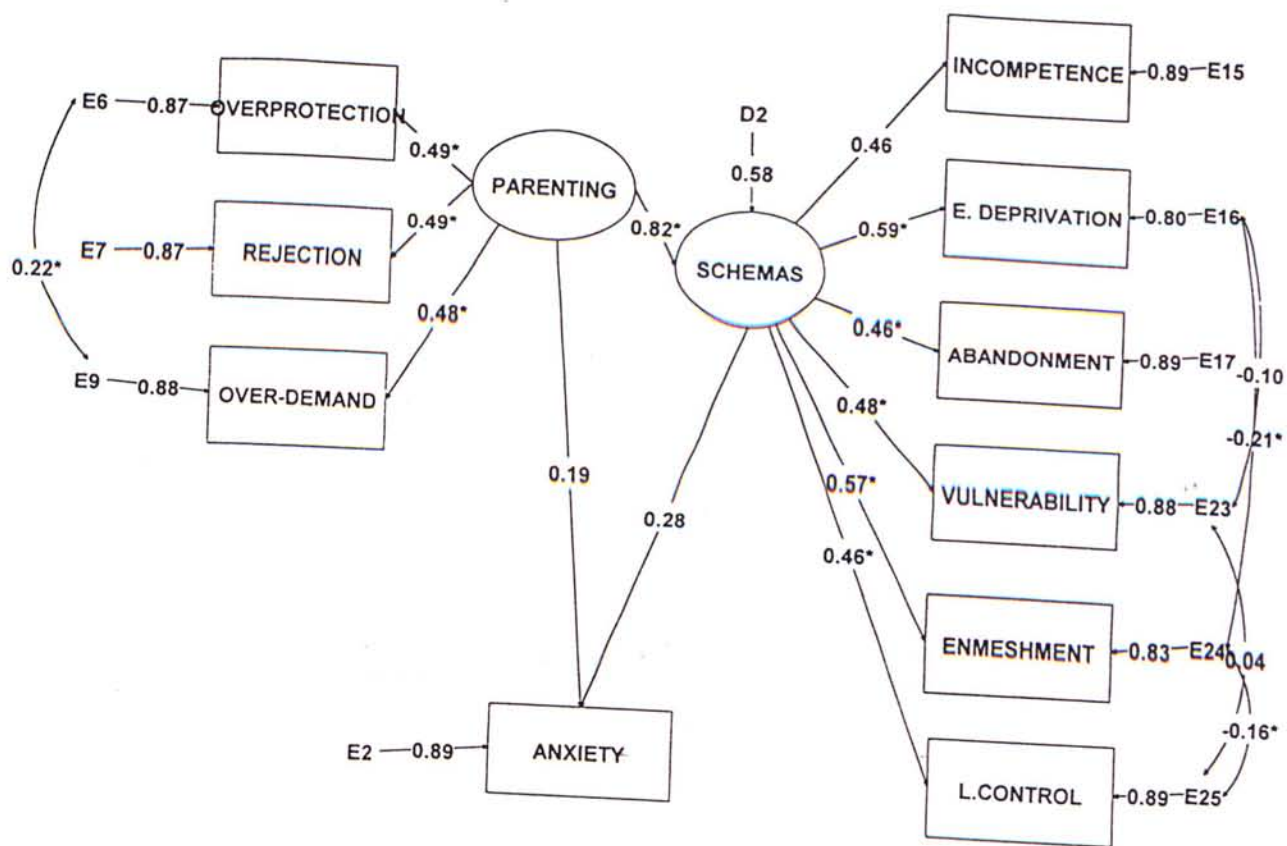 INCOMPETENCE
0.89
E15
E6
0.87
OVERPROTECTION
D2
0.49*
0.46
0.58
PARENTING
E. DEPRIVATION
0.80
E16
0.49*
0.82*
0.59*
E7
0.87
REJECTION
0.22*
SCHEMAS
0.48*
0.46*
ABANDONMENT
0.89
E17
-0.10
E9
0.88
OVER-DEMAND
0.48*
-0.21*
0.19
0.57*
VULNERABILITY
0.88
E23
0.28
0.46*
ENMESHMENT
0.83
E24
0.04
-0.16*
E2
0.89
ANXIETY
L.CONTROL
0.89
E25